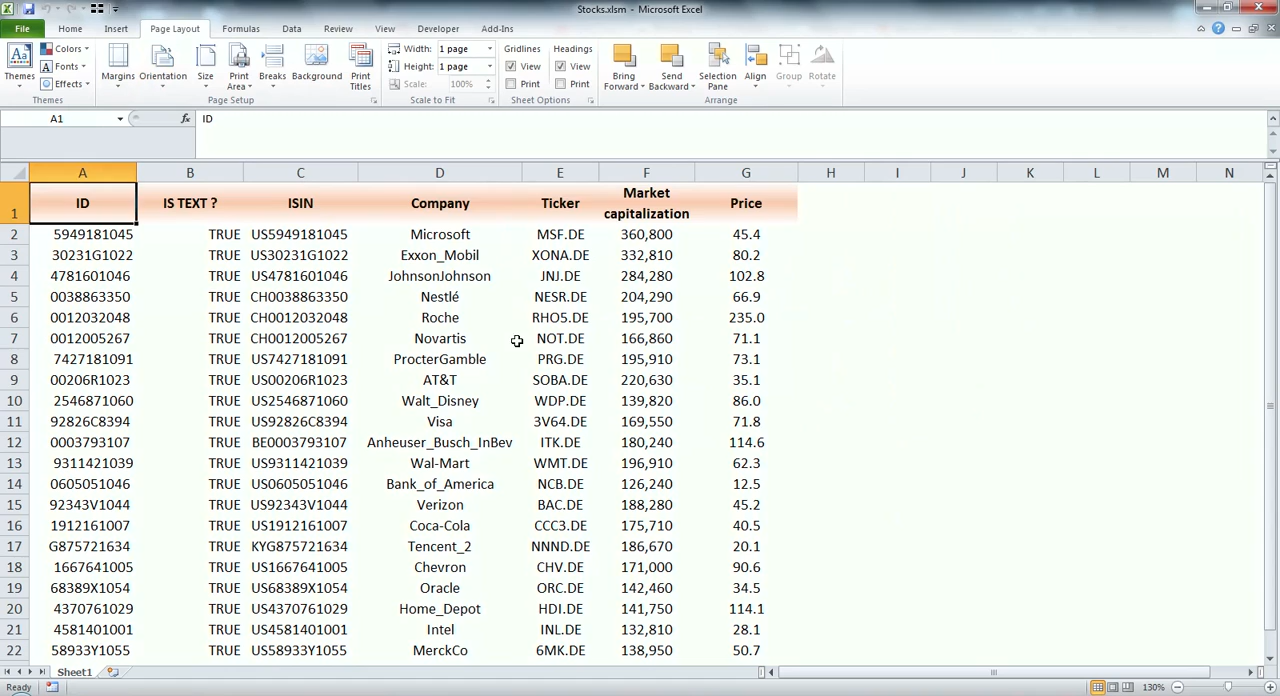 Stocks.xlsm - Microsoft Excel
File Home Insert Page Layout Formulas Data Review View Developer Add-Ins
Themes Colors Fonts Effects Margins Orientation Size Print Area Breaks Background Print Titles Width: 1 page Height: 1 page Scale: 100% Gridlines View Print Headings View Print Bring Forward Send Backward Selection Pane Align Group Rotate
Themes Page Setup Scale to Fit Sheet Options Arrange
A1 fx ID
A B C D E F G H I J K L M N
1 ID IS TEXT ? ISIN Company Ticker Market capitalization Price
2 5949181045 TRUE US5949181045 Microsoft MSF.DE 360,800 45.4
3 30231G1022 TRUE US30231G1022 Exxon_Mobil XONA.DE 332,810 80.2
4 4781601046 TRUE US4781601046 JohnsonJohnson JNJ.DE 284,280 102.8
5 0038863350 TRUE CH0038863350 Nestlé NESR.DE 204,290 66.9
6 0012032048 TRUE CH0012032048 Roche RHO5.DE 195,700 235.0
7 0012005267 TRUE CH0012005267 Novartis NOT.DE 166,860 71.1
8 7427181091 TRUE US7427181091 ProcterGamble PRG.DE 195,910 73.1
9 00206R1023 TRUE US00206R1023 AT&T SOBA.DE 220,630 35.1
10 2546871060 TRUE US2546871060 Walt_Disney WDP.DE 139,820 86.0
11 92826C8394 TRUE US92826C8394 Visa 3V64.DE 169,550 71.8
12 0003793107 TRUE BE0003793107 Anheuser_Busch_InBev ITK.DE 180,240 114.6
13 9311421039 TRUE US9311421039 Wal-Mart WMT.DE 196,910 62.3
14 0605051046 TRUE US0605051046 Bank_of_America NCB.DE 126,240 12.5
15 92343V1044 TRUE US92343V1044 Verizon BAC.DE 188,280 45.2
16 1912161007 TRUE US1912161007 Coca-Cola CCC3.DE 175,710 40.5
17 G875721634 TRUE KYG875721634 Tencent_2 NNND.DE 186,670 20.1
18 1667641005 TRUE US1667641005 Chevron CHV.DE 171,000 90.6
19 68389X1054 TRUE US68389X1054 Oracle ORC.DE 142,460 34.5
20 4370761029 TRUE US4370761029 Home_Depot HDI.DE 141,750 114.1
21 4581401001 TRUE US4581401001 Intel INL.DE 132,810 28.1
22 58933Y1055 TRUE US58933Y1055 MerckCo 6MK.DE 138,950 50.7
Sheet1
Ready 130%